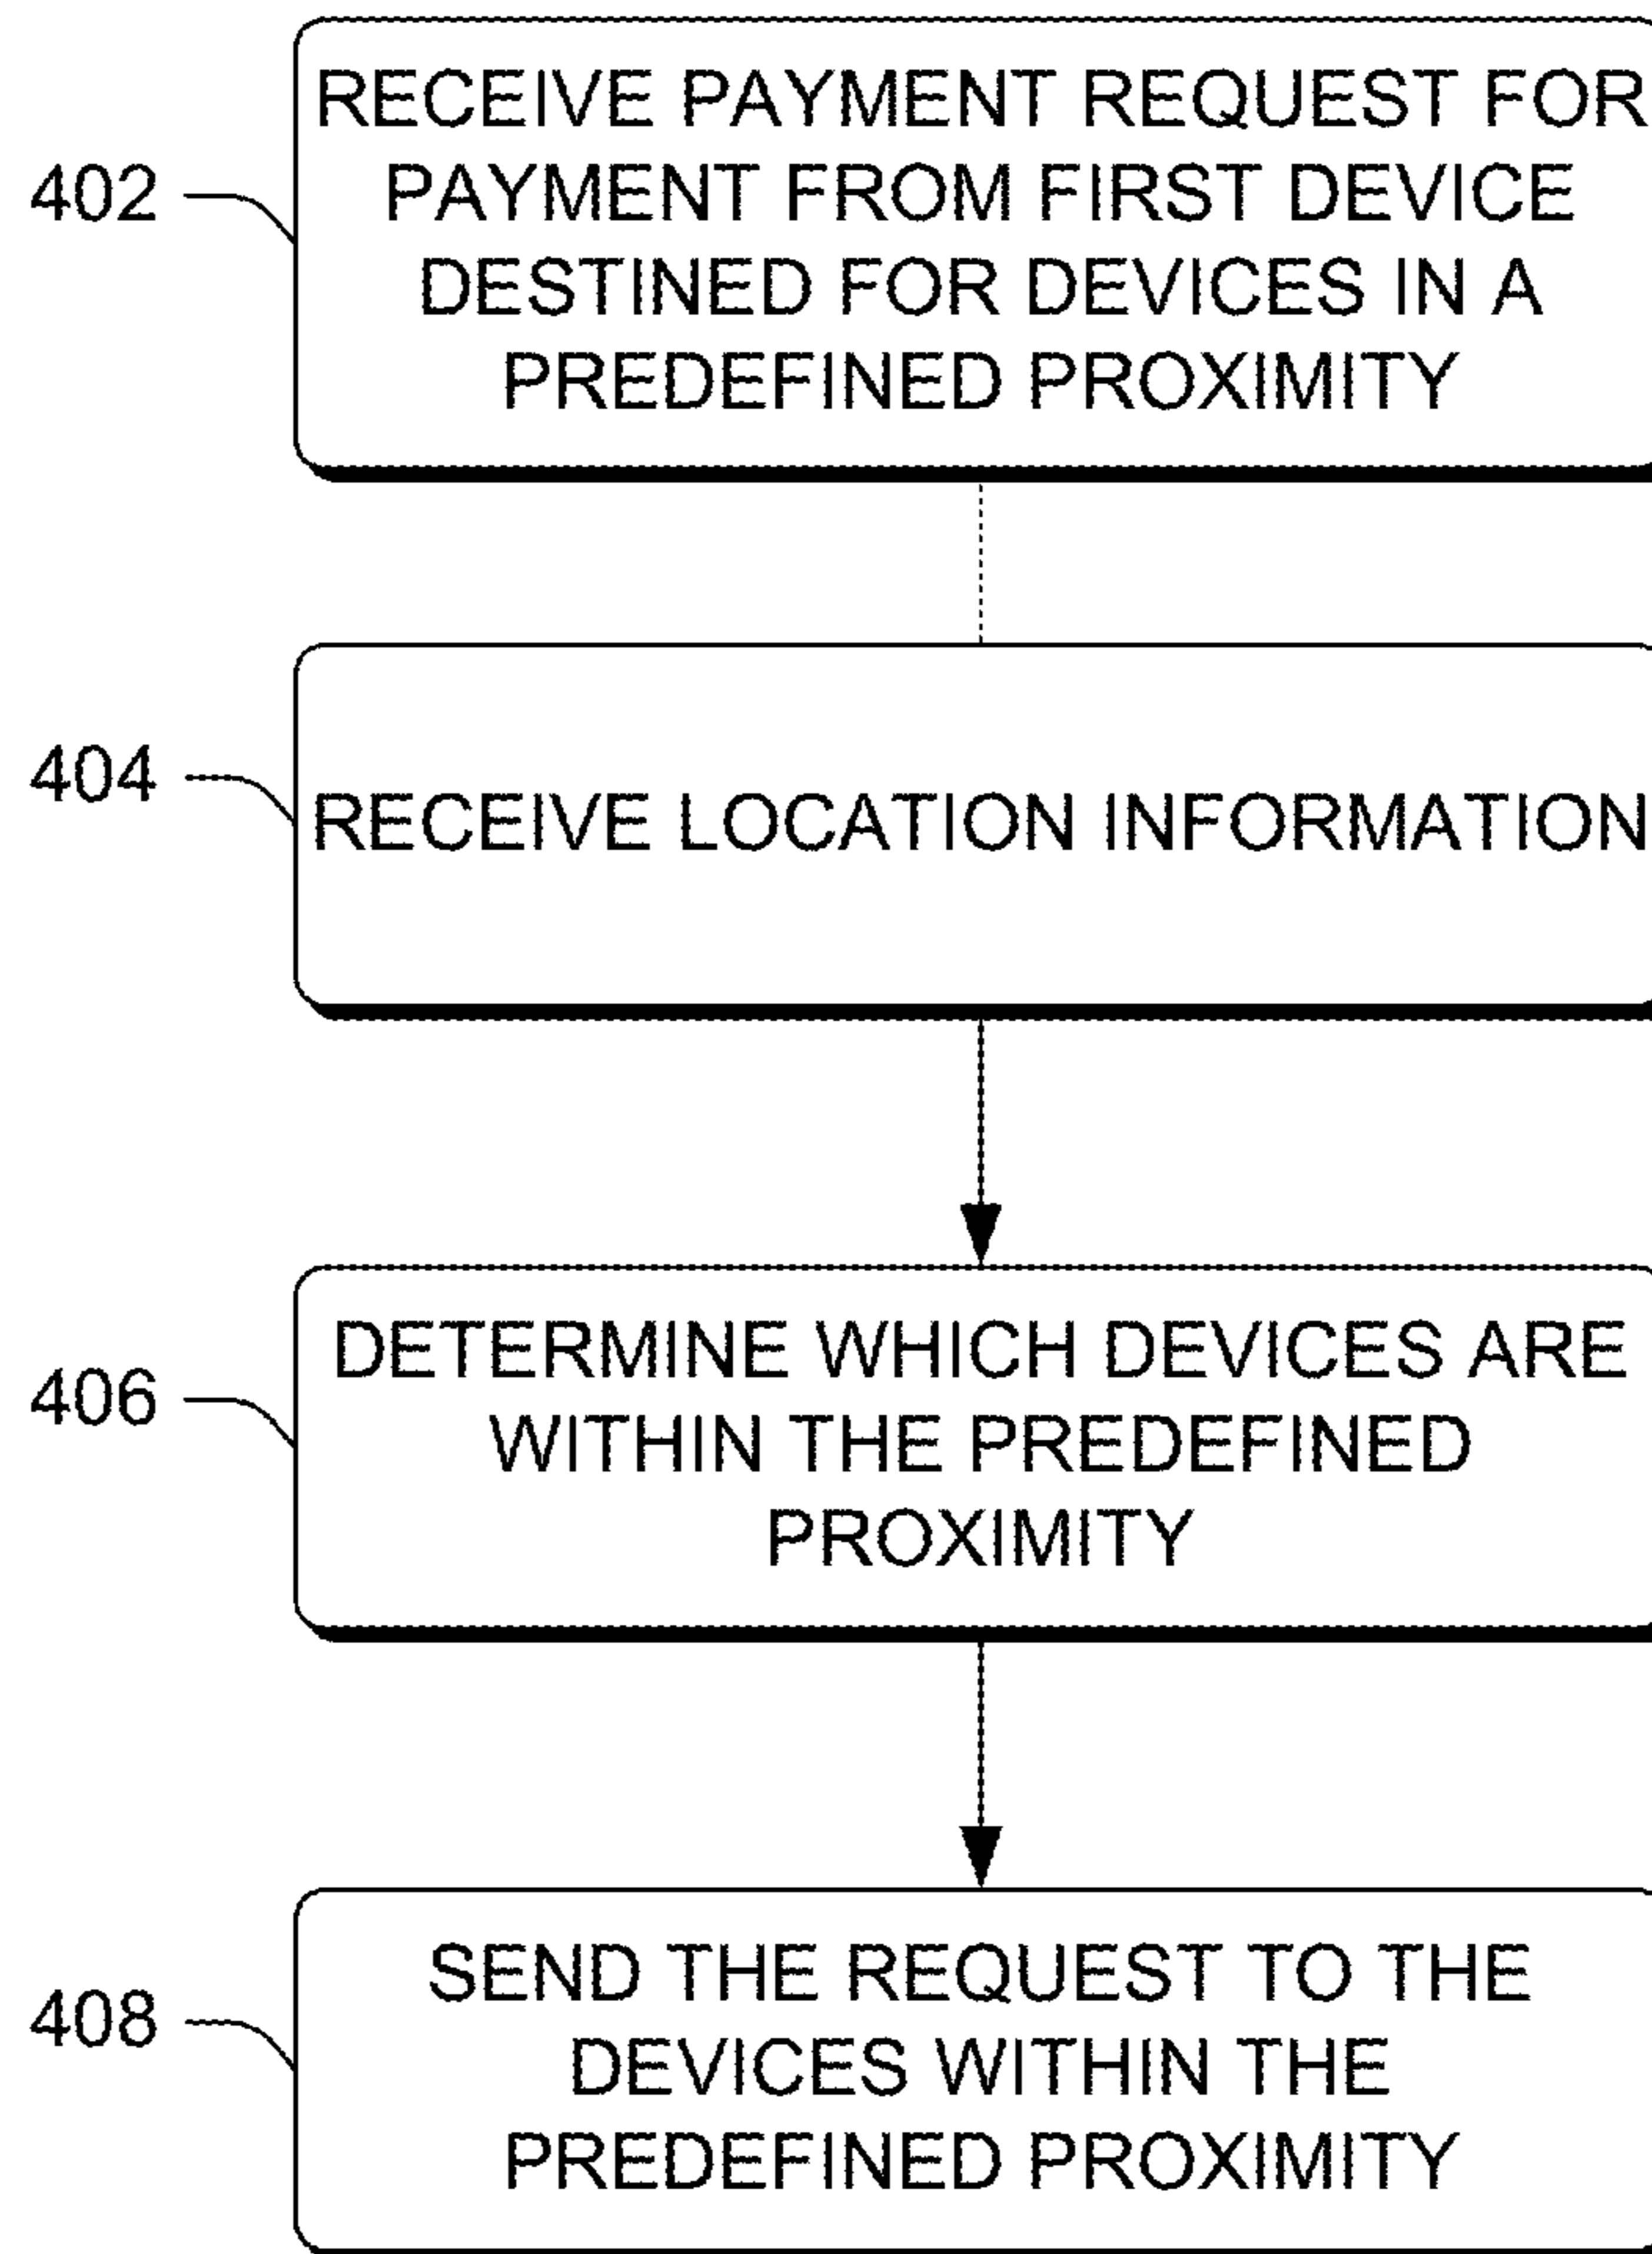 402
RECEIVE PAYMENT REQUEST FOR
PAYMENT FROM FIRST DEVICE
DESTINED FOR DEVICES IN A
PREDEFINED PROXIMITY
404
RECEIVE LOCATION INFORMATION
406
DETERMINE WHICH DEVICES ARE
WITHIN THE PREDEFINED
PROXIMITY
408
SEND THE REQUEST TO THE
DEVICES WITHIN THE
PREDEFINED PROXIMITY